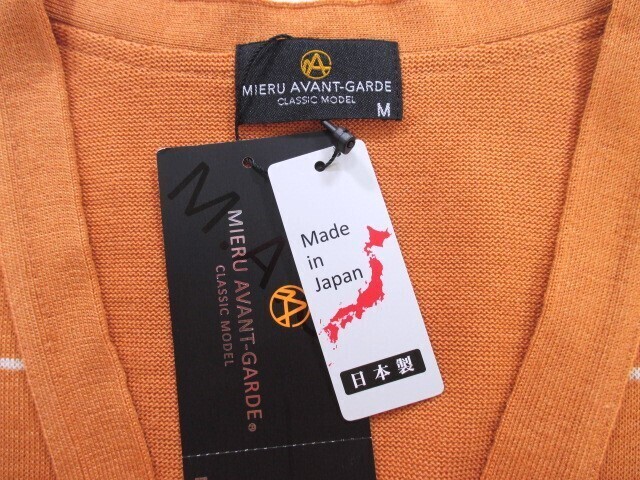 MIERU AVANT-GARDE
CLASSIC MODEL
M
M.A
MIERU AVANT-GARDE®
CLASSIC MODEL
Made
in
Japan
日本製